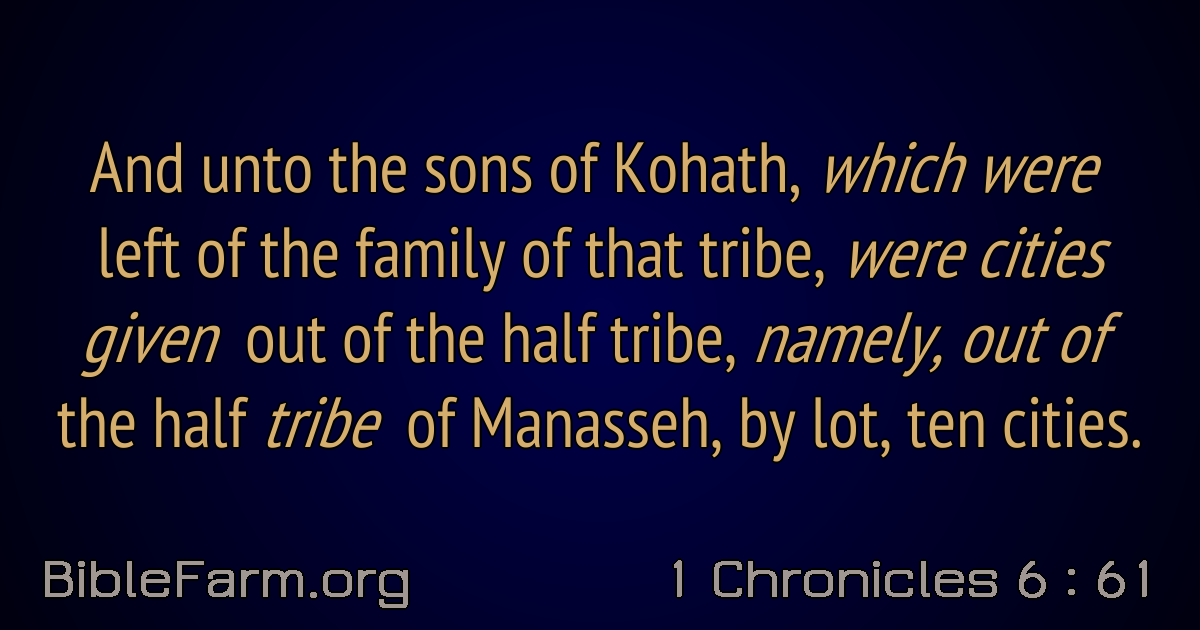 And unto the sons of Kohath, which were
left of the family of that tribe, were cities
given out of the half tribe, namely, out of
the half tribe of Manasseh, by lot, ten cities.
BibleFarm.org
1 Chronicles 6 : 61